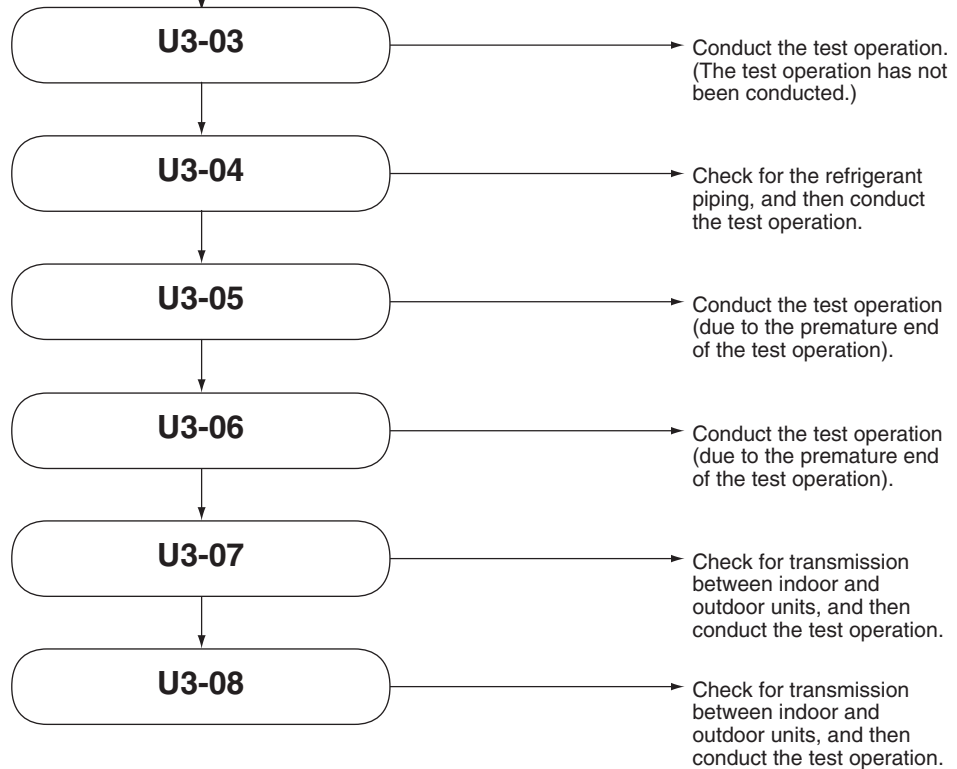 U3-03
Conduct the test operation.
(The test operation has not
been conducted.)
U3-04
Check for the refrigerant
piping, and then conduct
the test operation.
U3-05
Conduct the test operation
(due to the premature end
of the test operation).
U3-06
Conduct the test operation
(due to the premature end
of the test operation).
U3-07
Check for transmission
between indoor and
outdoor units, and then
conduct the test operation.
U3-08
Check for transmission
between indoor and
outdoor units, and then
conduct the test operation.